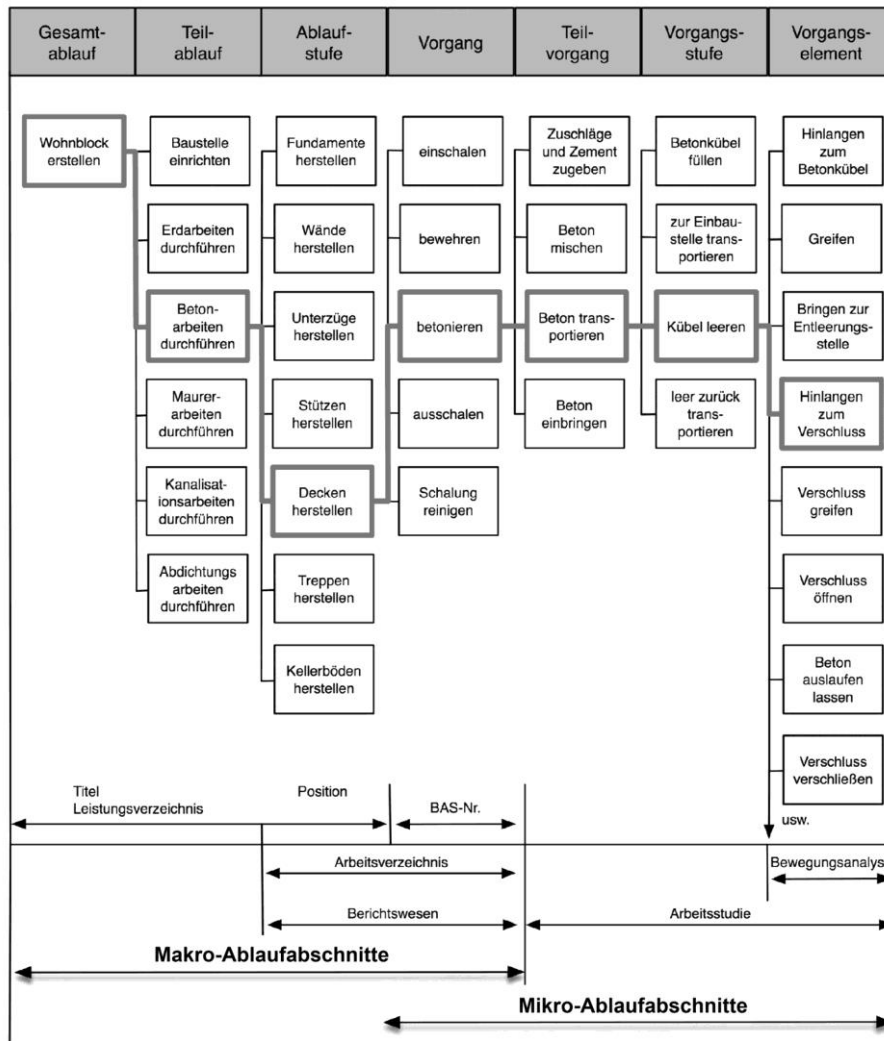 Gesamt-
ablauf
Teil-
ablauf
Ablauf-
stufe
Vorgang
Teil-
vorgang
Vorgangs-
stufe
Vorgangs-
element
Wohnblock
erstellen
Baustelle
einrichten
Erdarbeiten
durchführen
Beton-
arbeiten
durchführen
Maurer-
arbeiten
durchführen
Kanalisat-
ionsarbeiten
durchführen
Abdichtungs
arbeiten
durchführen
Fundamente
herstellen
Wände
herstellen
Unterzüge
herstellen
Stützen
herstellen
Decken
herstellen
Treppen
herstellen
Kellerböden
herstellen
einschalen
bewehren
betonieren
ausschalen
Schalung
reinigen
Zuschläge
und Zement
zugeben
Beton
mischen
Beton trans-
portieren
Beton
einbringen
Betonkübel
füllen
zur Einbau-
stelle trans-
portieren
Kübel leeren
leer zurück
trans-
portieren
Hinlangen
zum
Betonkübel
Greifen
Bringen zur
Entleerungs-
stelle
Hinlangen
zum
Verschluss
Verschluss
greifen
Verschluss
öffnen
Beton
auslaufen
lassen
Verschluss
verschließen
usw.
Titel
Leistungsverzeichnis
Position
BAS-Nr.
Arbeitsverzeichnis
Bewegungsanalys
Berichtswesen
Arbeitsstudie
Makro-Ablaufabschnitte
Mikro-Ablaufabschnitte